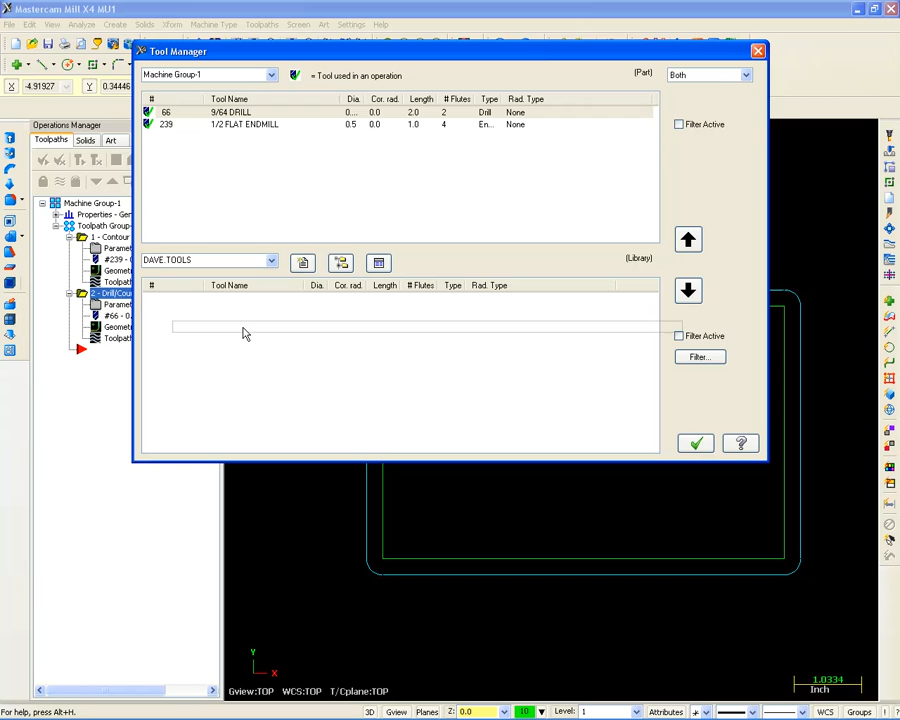 Mastercam Mill X4 MU1
File View Analyze Create Solids Xform Machine Type Toolpaths Screen Art Settings Help
X -4.91927 Y 0.34446
Operations Manager
Toolpaths Solids Art
Machine Group-1
Properties - Gen
Toolpath Group-
1 - Contour
Paramet
#239 -
Geomet
Toolpat
2 - Drill/Cou
Paramet
#66 - 0.
Geomet
Toolpat
Tool Manager
Machine Group-1
= Tool used in an operation
(Part)
Both
# Tool Name Dia. Cor. rad. Length # Flutes Type Rad. Type
66 9/64 DRILL 0.... 0.0 2.0 2 Drill None
239 1/2 FLAT ENDMILL 0.5 0.0 1.0 4 En... None
Filter Active
DAVE.TOOLS
(Library)
# Tool Name Dia. Cor. rad. Length # Flutes Type Rad. Type
Filter Active
Filter...
Y
X
Gview:TOP WCS:TOP T/Cplane:TOP
1.0334
Inch
For help, press Alt+H.
3D Gview Planes Z: 0.0 10 Level: 1 Attributes WCS Groups